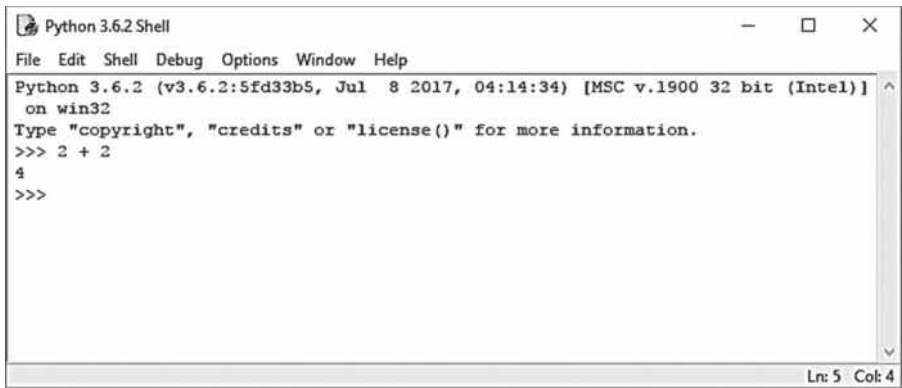 Python 3.6.2 Shell
File Edit Shell Debug Options Window Help
Python 3.6.2 (v3.6.2:5fd33b5, Jul  8 2017, 04:14:34) [MSC v.1900 32 bit (Intel)]
 on win32
Type "copyright", "credits" or "license()" for more information.
>>> 2 + 2
4
>>>
Ln: 5 Col: 4